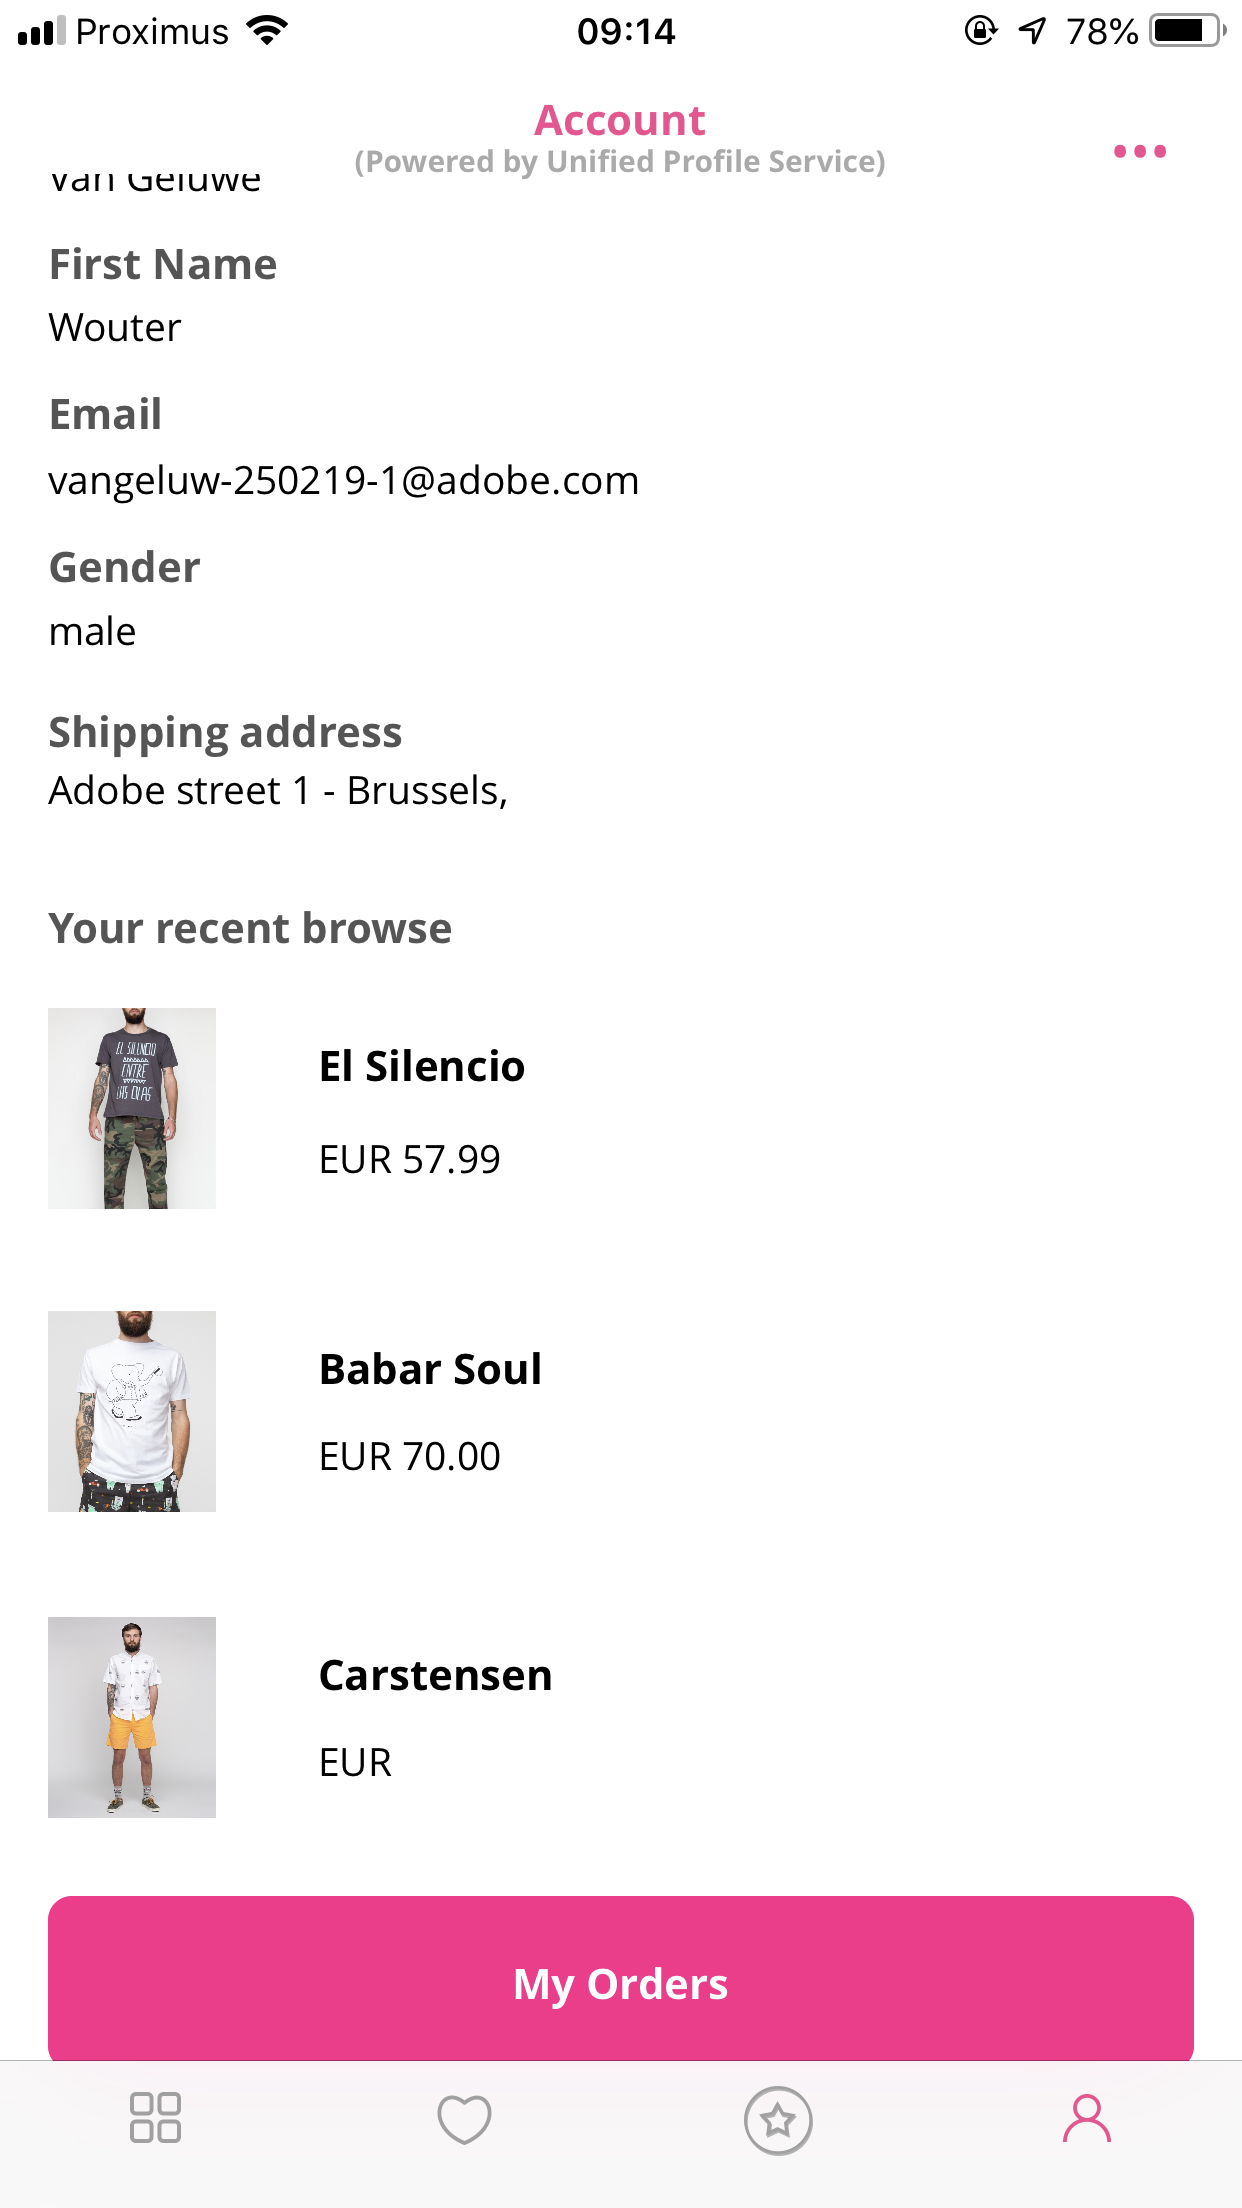 Proximus 09:14 78%
Account
(Powered by Unified Profile Service)
Van Geluwe
First Name
Wouter
Email
vangeluw-250219-1@adobe.com
Gender
male
Shipping address
Adobe street 1 - Brussels,
Your recent browse
EL SILENCIO
ENTRE
LAS OLAS
El Silencio
EUR 57.99
Babar Soul
EUR 70.00
Carstensen
EUR
My Orders